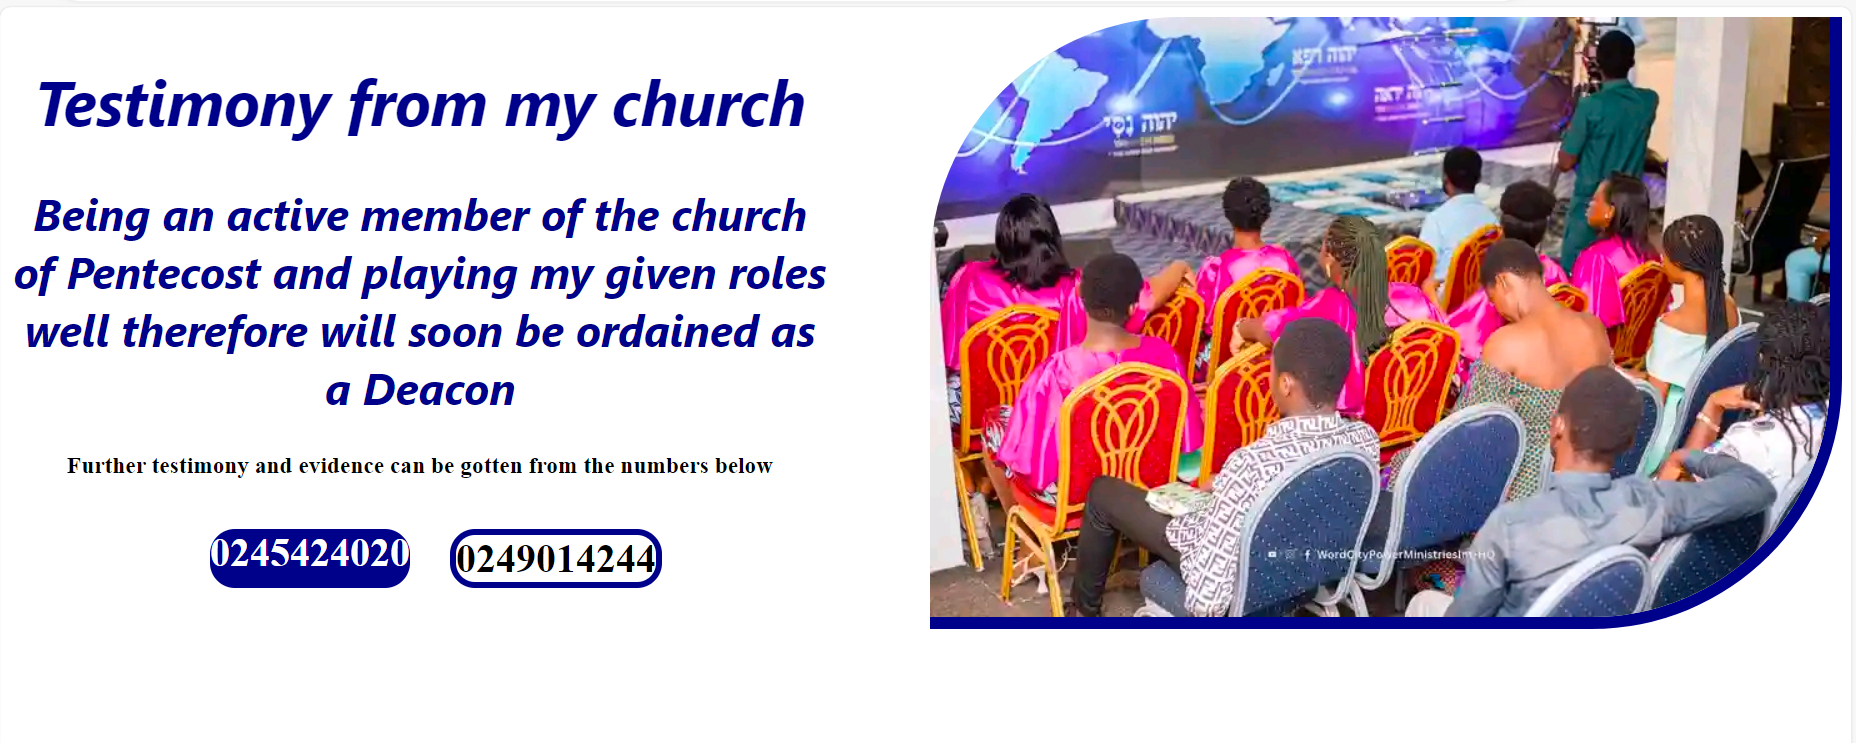 Testimony from my church
Being an active member of the church
of Pentecost and playing my given roles
well therefore will soon be ordained as
a Deacon
Further testimony and evidence can be gotten from the numbers below
0245424020
0249014244
יהוה רפא
יהוה נסי
WordCityPowerMinistriesInt-HQ